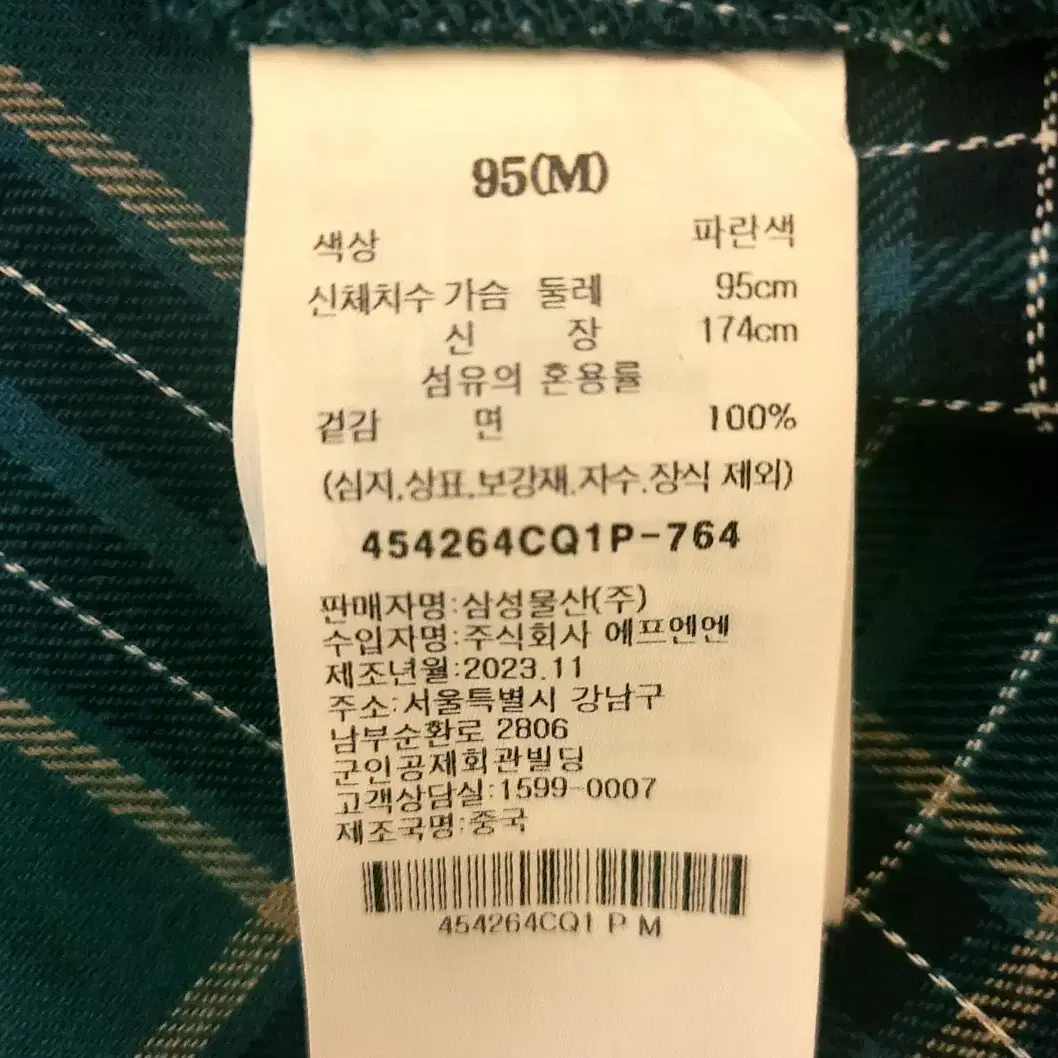 95(M)
색상 파란색
신체치수 가슴 둘레 95cm
신 장 174cm
섬유의 혼용률
겉감 면 100%
(심지,상표,보강재,자수,장식 제외)
454264CQ1P-764
판매자명:삼성물산(주)
수입자명:주식회사 에프엔엔
제조년월:2023.11
주소:서울특별시 강남구
남부순환로 2806
군인공제회관빌딩
고객상담실:1599-0007
제조국명:중국
454264CQ1 P M